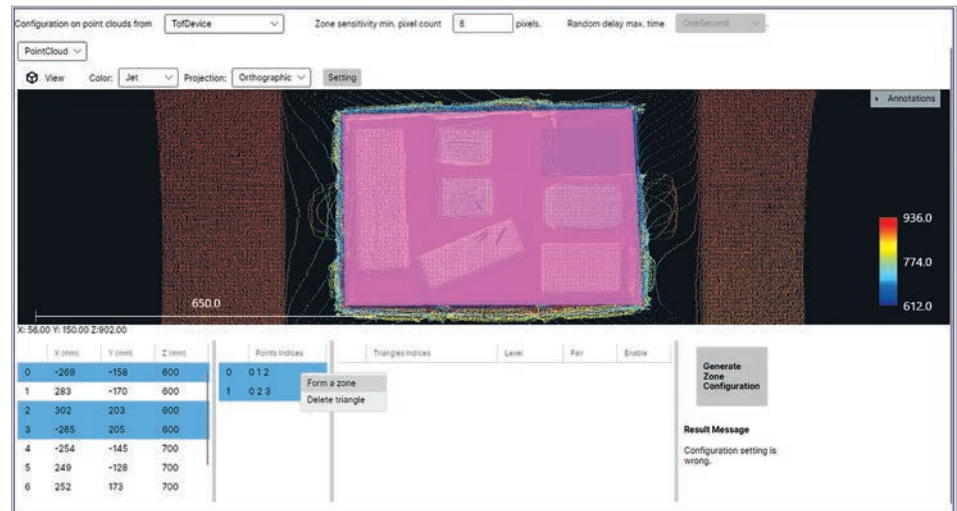 Configuration on point clouds from TofDevice Zone sensitivity min. pixel count 8 pixels. Random delay max. time OneSecond
PointCloud
View Color: Jet Projection: Orthographic Setting
Annotations
936.0
774.0
612.0
650.0
X: 56.00 Y: 150.00 Z:902.00
X (mm) Y (mm) Z (mm)
0 -269 -158 600
1 283 -170 600
2 302 203 600
3 -265 205 600
4 -254 -145 700
5 249 -128 700
6 252 173 700
Points Indices
0 0 1 2
1 0 2 3
Form a zone
Delete triangle
Triangles Indices Level Pair Enable
Generate
Zone
Configuration
Result Message
Configuration setting is
wrong.